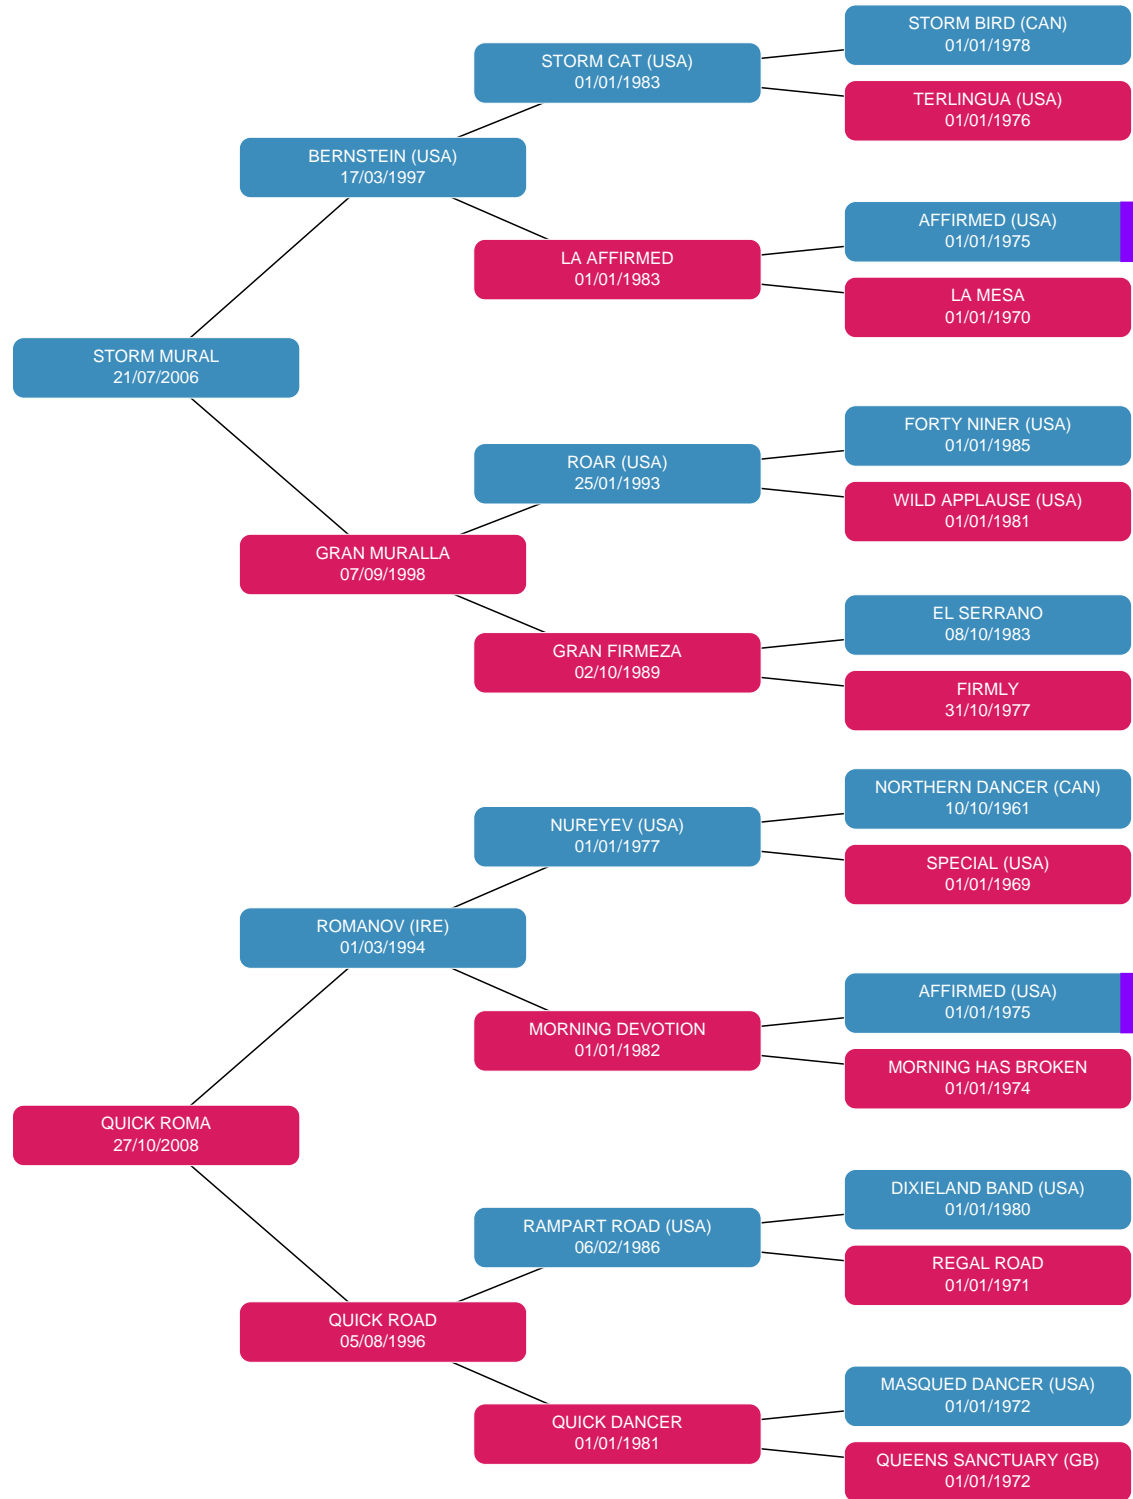 STORM BIRD (CAN)
01/01/1978
STORM CAT (USA)
01/01/1983
TERLINGUA (USA)
01/01/1976
BERNSTEIN (USA)
17/03/1997
AFFIRMED (USA)
01/01/1975
LA AFFIRMED
01/01/1983
LA MESA
01/01/1970
STORM MURAL
21/07/2006
FORTY NINER (USA)
01/01/1985
ROAR (USA)
25/01/1993
WILD APPLAUSE (USA)
01/01/1981
GRAN MURALLA
07/09/1998
EL SERRANO
08/10/1983
GRAN FIRMEZA
02/10/1989
FIRMLY
31/10/1977
NORTHERN DANCER (CAN)
10/10/1961
NUREYEV (USA)
01/01/1977
SPECIAL (USA)
01/01/1969
ROMANOV (IRE)
01/03/1994
AFFIRMED (USA)
01/01/1975
MORNING DEVOTION
01/01/1982
MORNING HAS BROKEN
01/01/1974
QUICK ROMA
27/10/2008
DIXIELAND BAND (USA)
01/01/1980
RAMPART ROAD (USA)
06/02/1986
REGAL ROAD
01/01/1971
QUICK ROAD
05/08/1996
MASQUED DANCER (USA)
01/01/1972
QUICK DANCER
01/01/1981
QUEENS SANCTUARY (GB)
01/01/1972